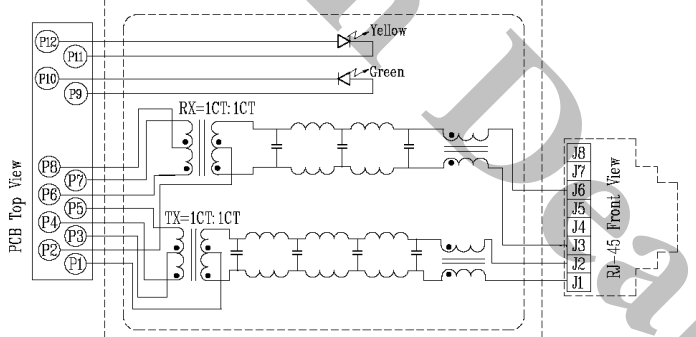 P12
Yellow
P11
P10
Green
P9
RX=1CT:1CT
P8
P7
P6
P5
TX=1CT:1CT
P4
P3
P2
P1
PCB Top View
J8
J7
J6
J5
J4
J3
J2
J1
RJ-45 Front View